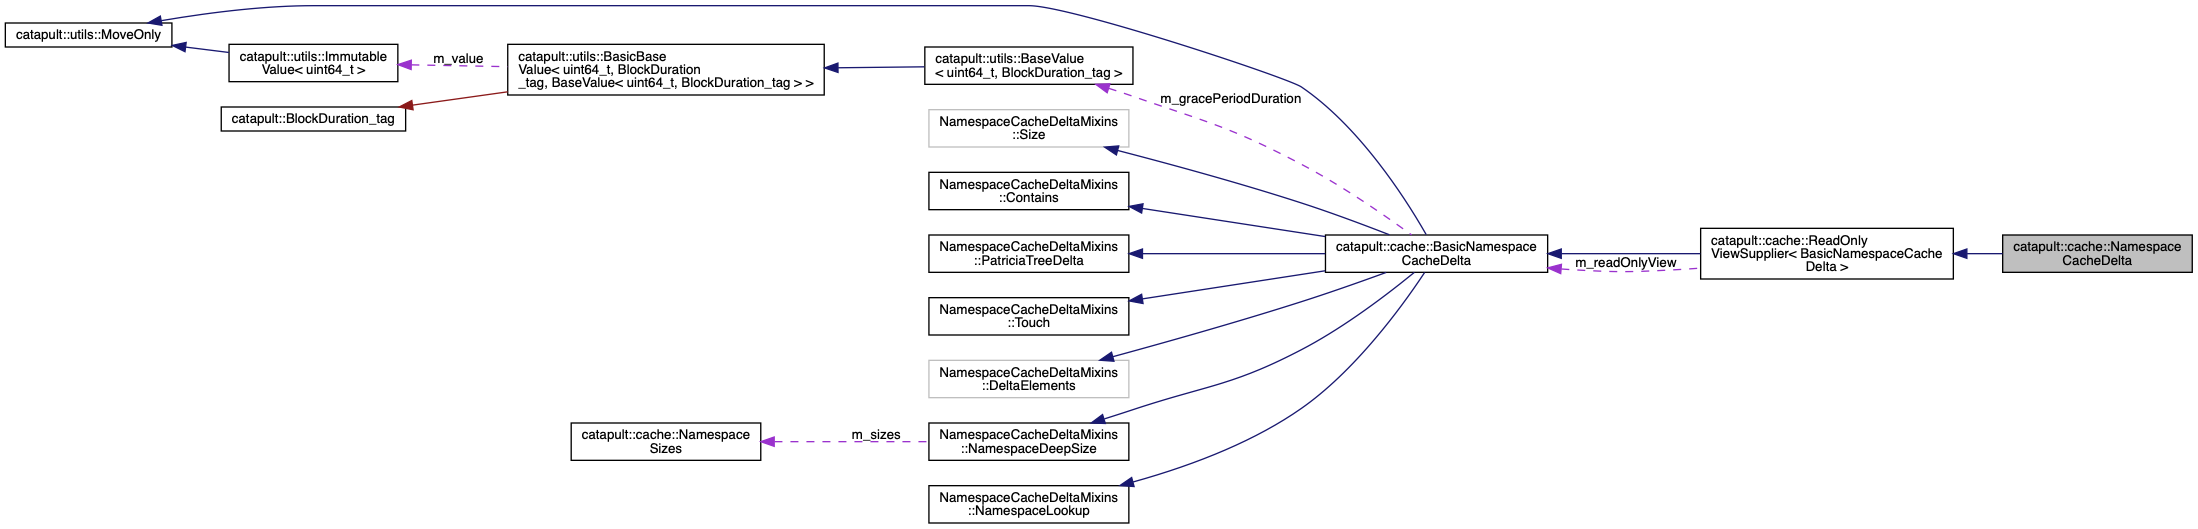 catapult::utils::MoveOnly
catapult::utils::Immutable
Value< uint64_t >
m_value
catapult::utils::BasicBase
Value< uint64_t, BlockDuration
_tag, BaseValue< uint64_t, BlockDuration_tag > >
catapult::BlockDuration_tag
catapult::utils::BaseValue
< uint64_t, BlockDuration_tag >
m_gracePeriodDuration
NamespaceCacheDeltaMixins
::Size
NamespaceCacheDeltaMixins
::Contains
NamespaceCacheDeltaMixins
::PatriciaTreeDelta
NamespaceCacheDeltaMixins
::Touch
NamespaceCacheDeltaMixins
::DeltaElements
catapult::cache::Namespace
Sizes
m_sizes
NamespaceCacheDeltaMixins
::NamespaceDeepSize
NamespaceCacheDeltaMixins
::NamespaceLookup
catapult::cache::BasicNamespace
CacheDelta
m_readOnlyView
catapult::cache::ReadOnly
ViewSupplier< BasicNamespaceCache
Delta >
catapult::cache::Namespace
CacheDelta